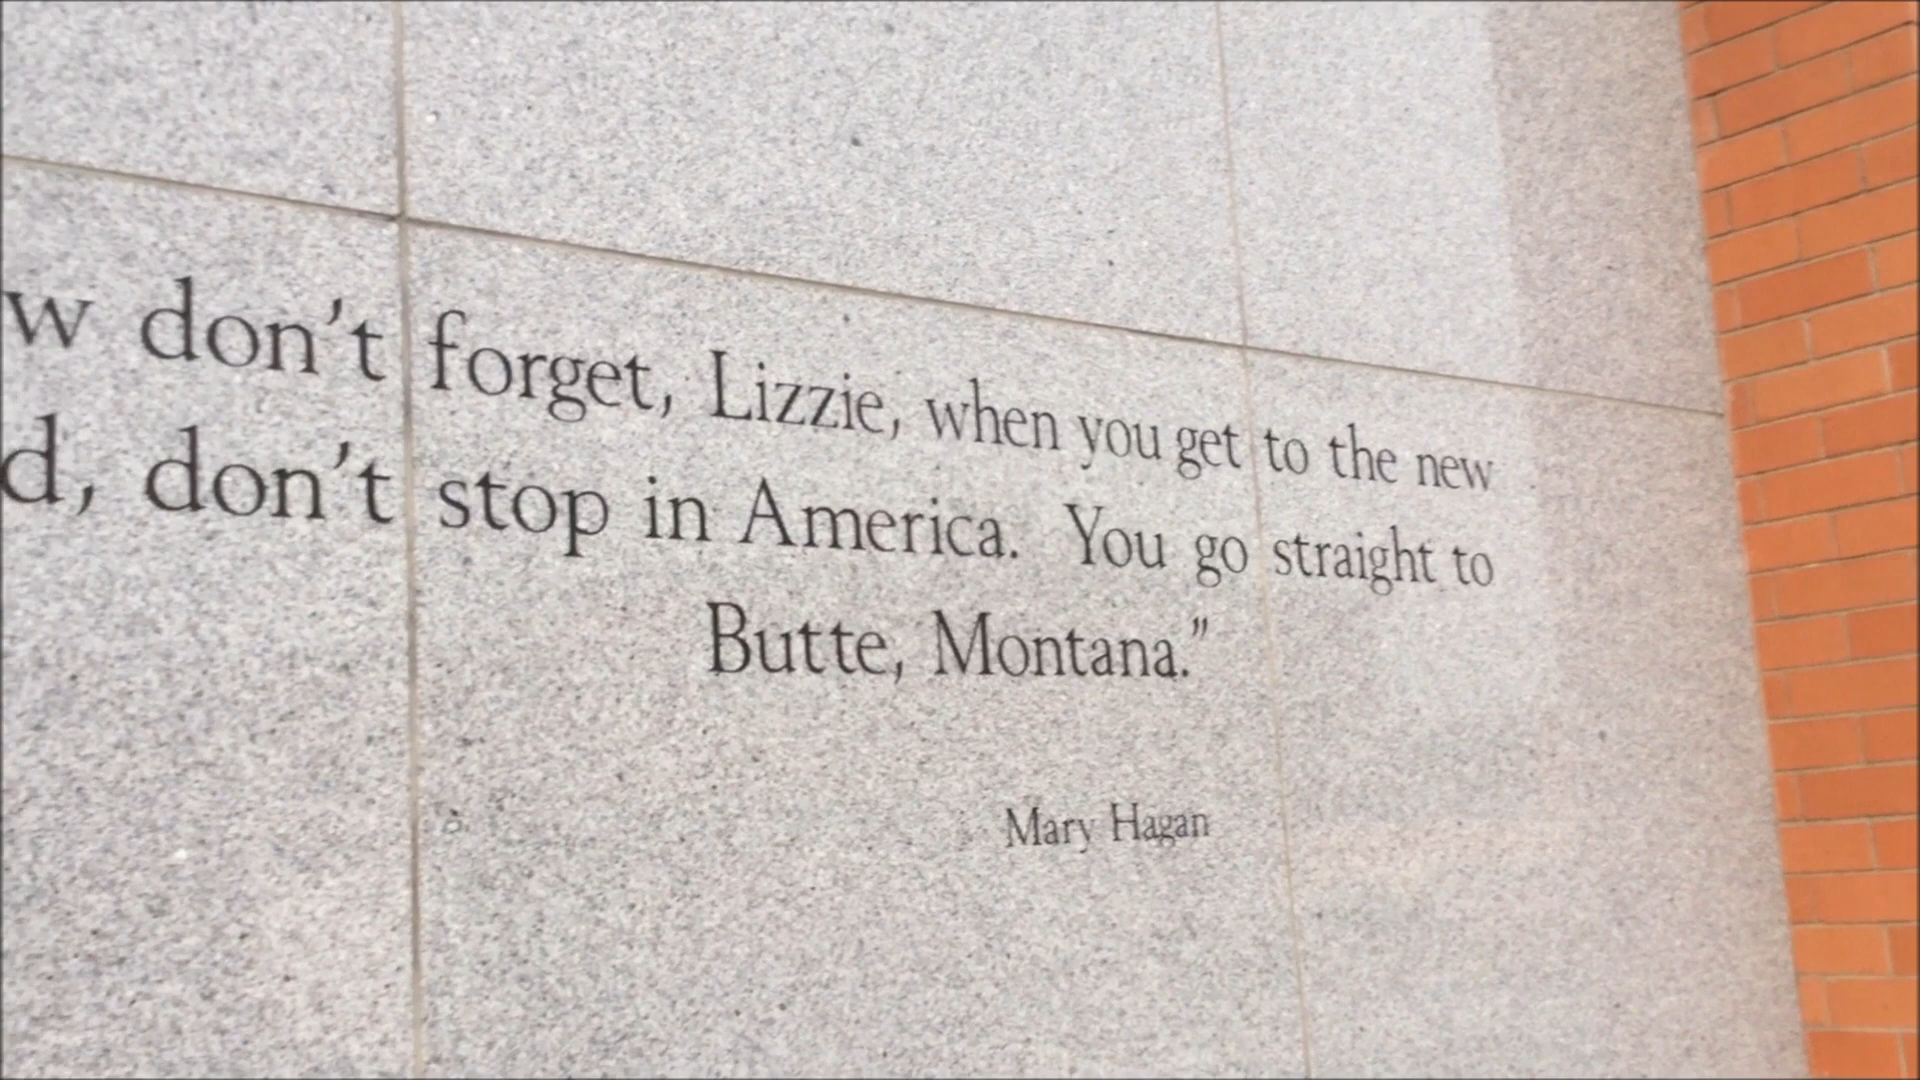 w don't forget, Lizzie, when you get to the new
d, don't stop in America. You go straight to
Butte, Montana.”
Mary Hagan